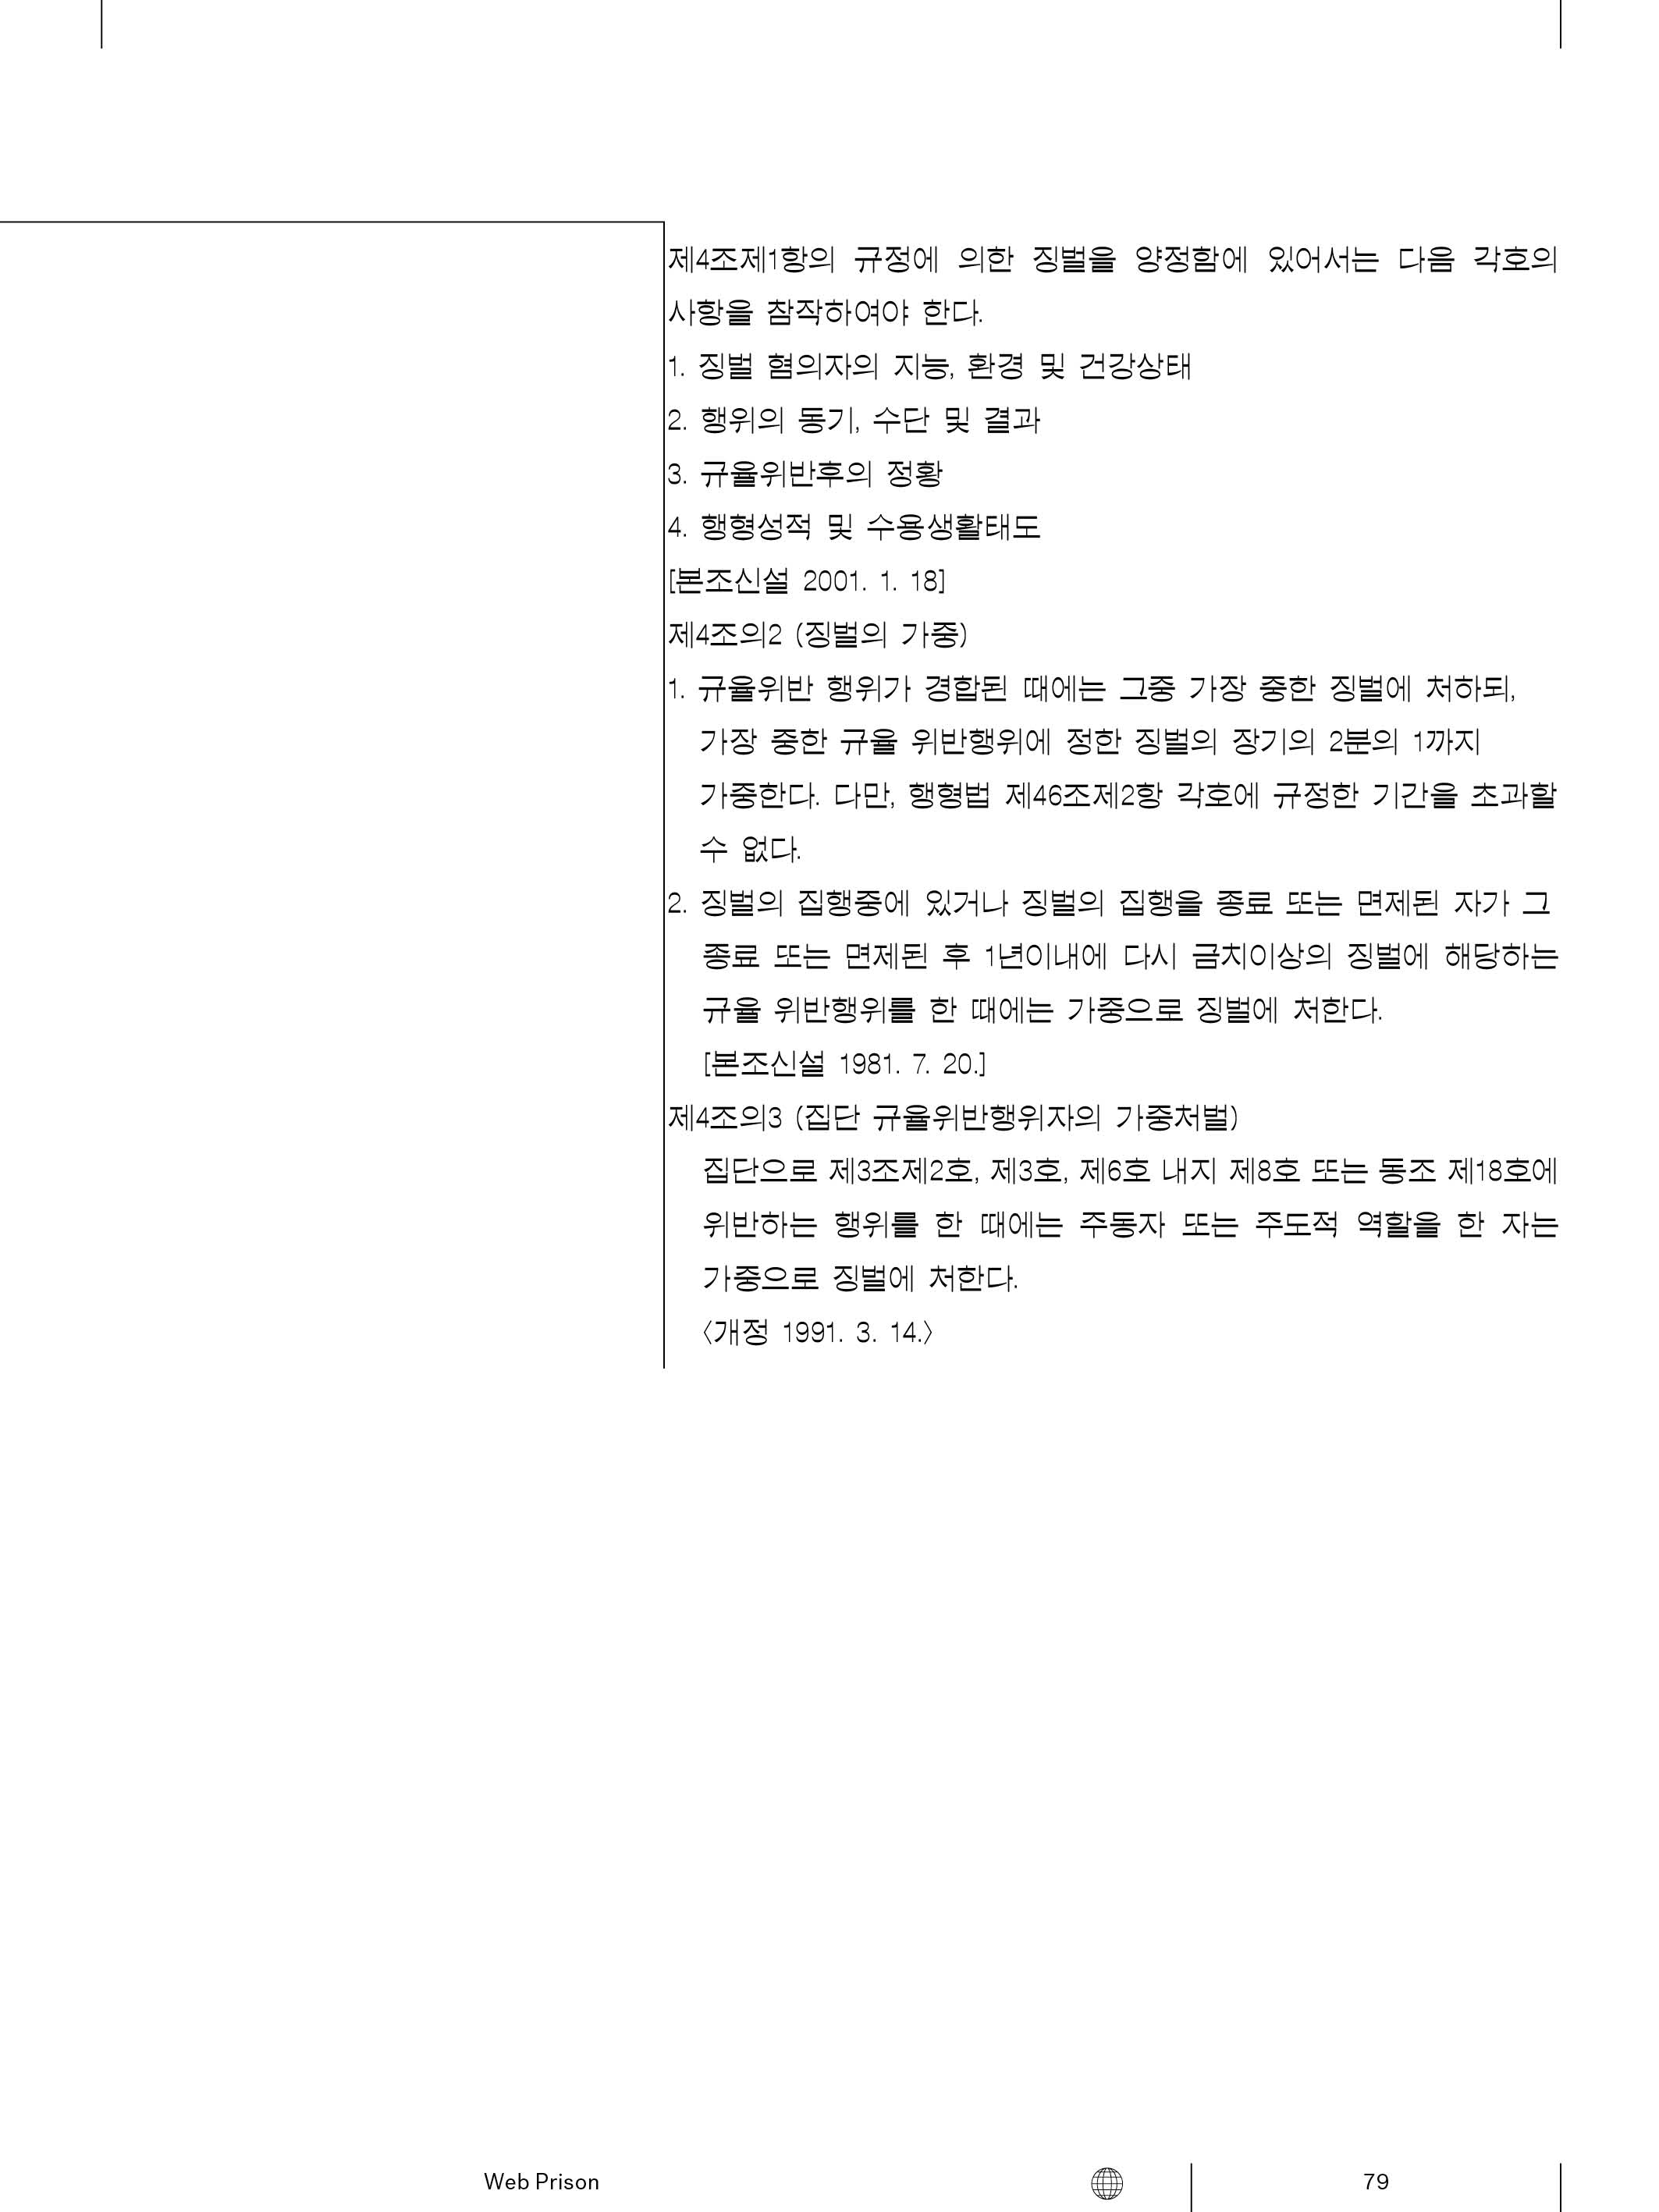 제4조제1항의 규정에 의한 징벌을 양정함에 있어서는 다음 각호의
사항을 참작하여야 한다.
1. 징벌 혐의자의 지능, 환경 및 건강상태
2. 행위의 동기, 수단 및 결과
3. 규율위반후의 정황
4. 행형성적 및 수용생활태도
[본조신설 2001. 1. 18]
제4조의2 (징벌의 가중)
1. 규율위반 행위가 경합된 때에는 그중 가장 중한 징벌에 처하되,
가장 중한 규율 위반행위에 정한 징벌의 장기의 2분의 1까지
가중한다. 다만, 행형법 제46조제2항 각호에 규정한 기간을 초과할
수 없다.
2. 징벌의 집행중에 있거나 징벌의 집행을 종료 또는 면제된 자가 그
종료 또는 면제된 후 1년이내에 다시 금치이상의 징벌에 해당하는
규율 위반행위를 한 때에는 가중으로 징벌에 처한다.
[본조신설 1981. 7. 20.]
제4조의3 (집단 규율위반행위자의 가중처벌)
집단으로 제3조제2호, 제3호, 제6호 내지 제8호 또는 동조 제18호에
위반하는 행위를 한 때에는 주동자 또는 주도적 역할을 한 자는
가중으로 징벌에 처한다.
〈개정 1991. 3. 14.〉
Web Prison
79